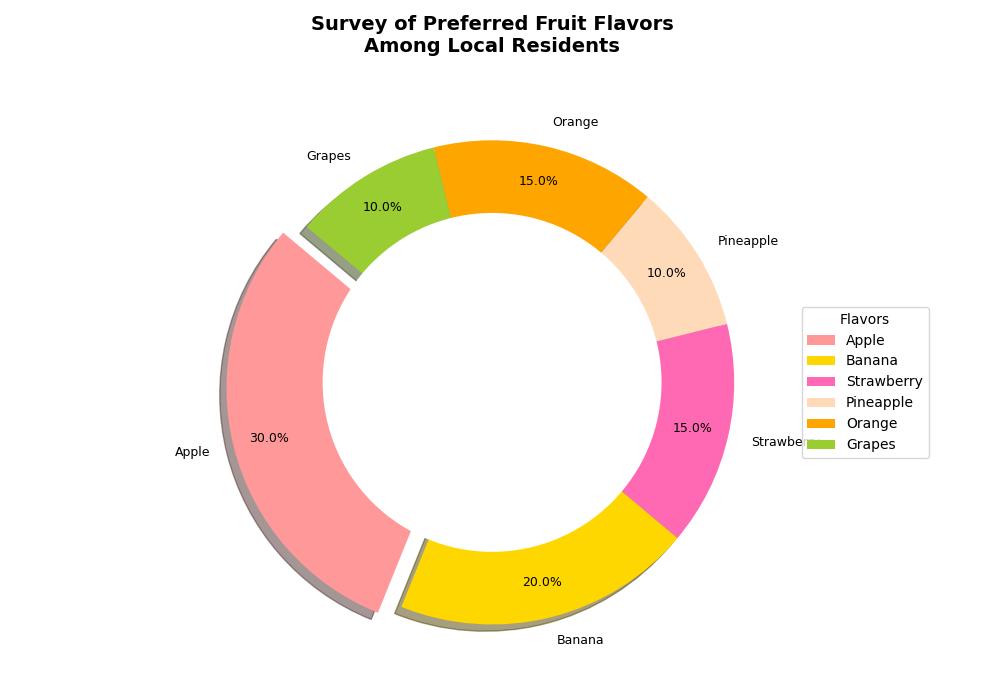 Survey of Preferred Fruit Flavors
Among Local Residents
Orange
Grapes
15.0%
10.0%
Pineapple
10.0%
Flavors
Apple
Banana
Strawberry
Pineapple
Orange
Grapes
15.0%
30.0%
Apple
20.0%
Banana